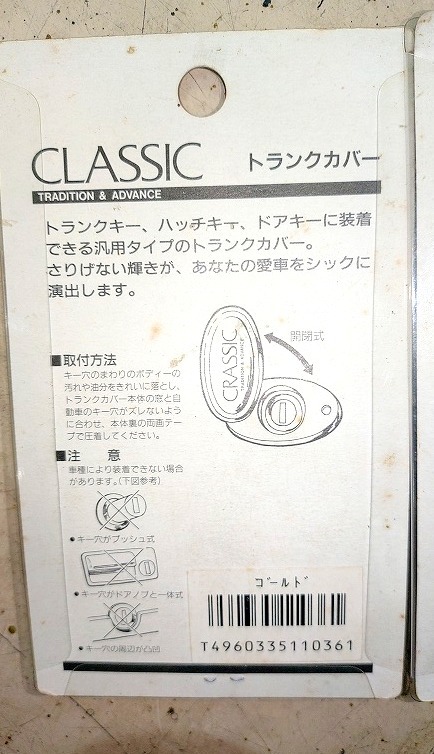 CLASSIC トランクカバー
TRADITION & ADVANCE
トランクキー、ハッチキー、ドアキーに装着
できる汎用タイプのトランクカバー。
さりげない輝きが、あなたの愛車をシックに
演出します。
開閉式
CRASSIC
TRADITION & ADVANCE
■取付方法
キー穴のまわりのボディーの
汚れや油分をきれいに落とし、
トランクカバー本体の窓と自
動車のキー穴がズレないよう
に合わせ、本体裏の両面テー
プで圧着してください。
■注 意
車種により装着できない場合
があります。(下図参考)
●キー穴がプッシュ式
●キー穴がドアノブと一体式
●キー穴の周辺が凸凹
ゴールド
T4960335110361